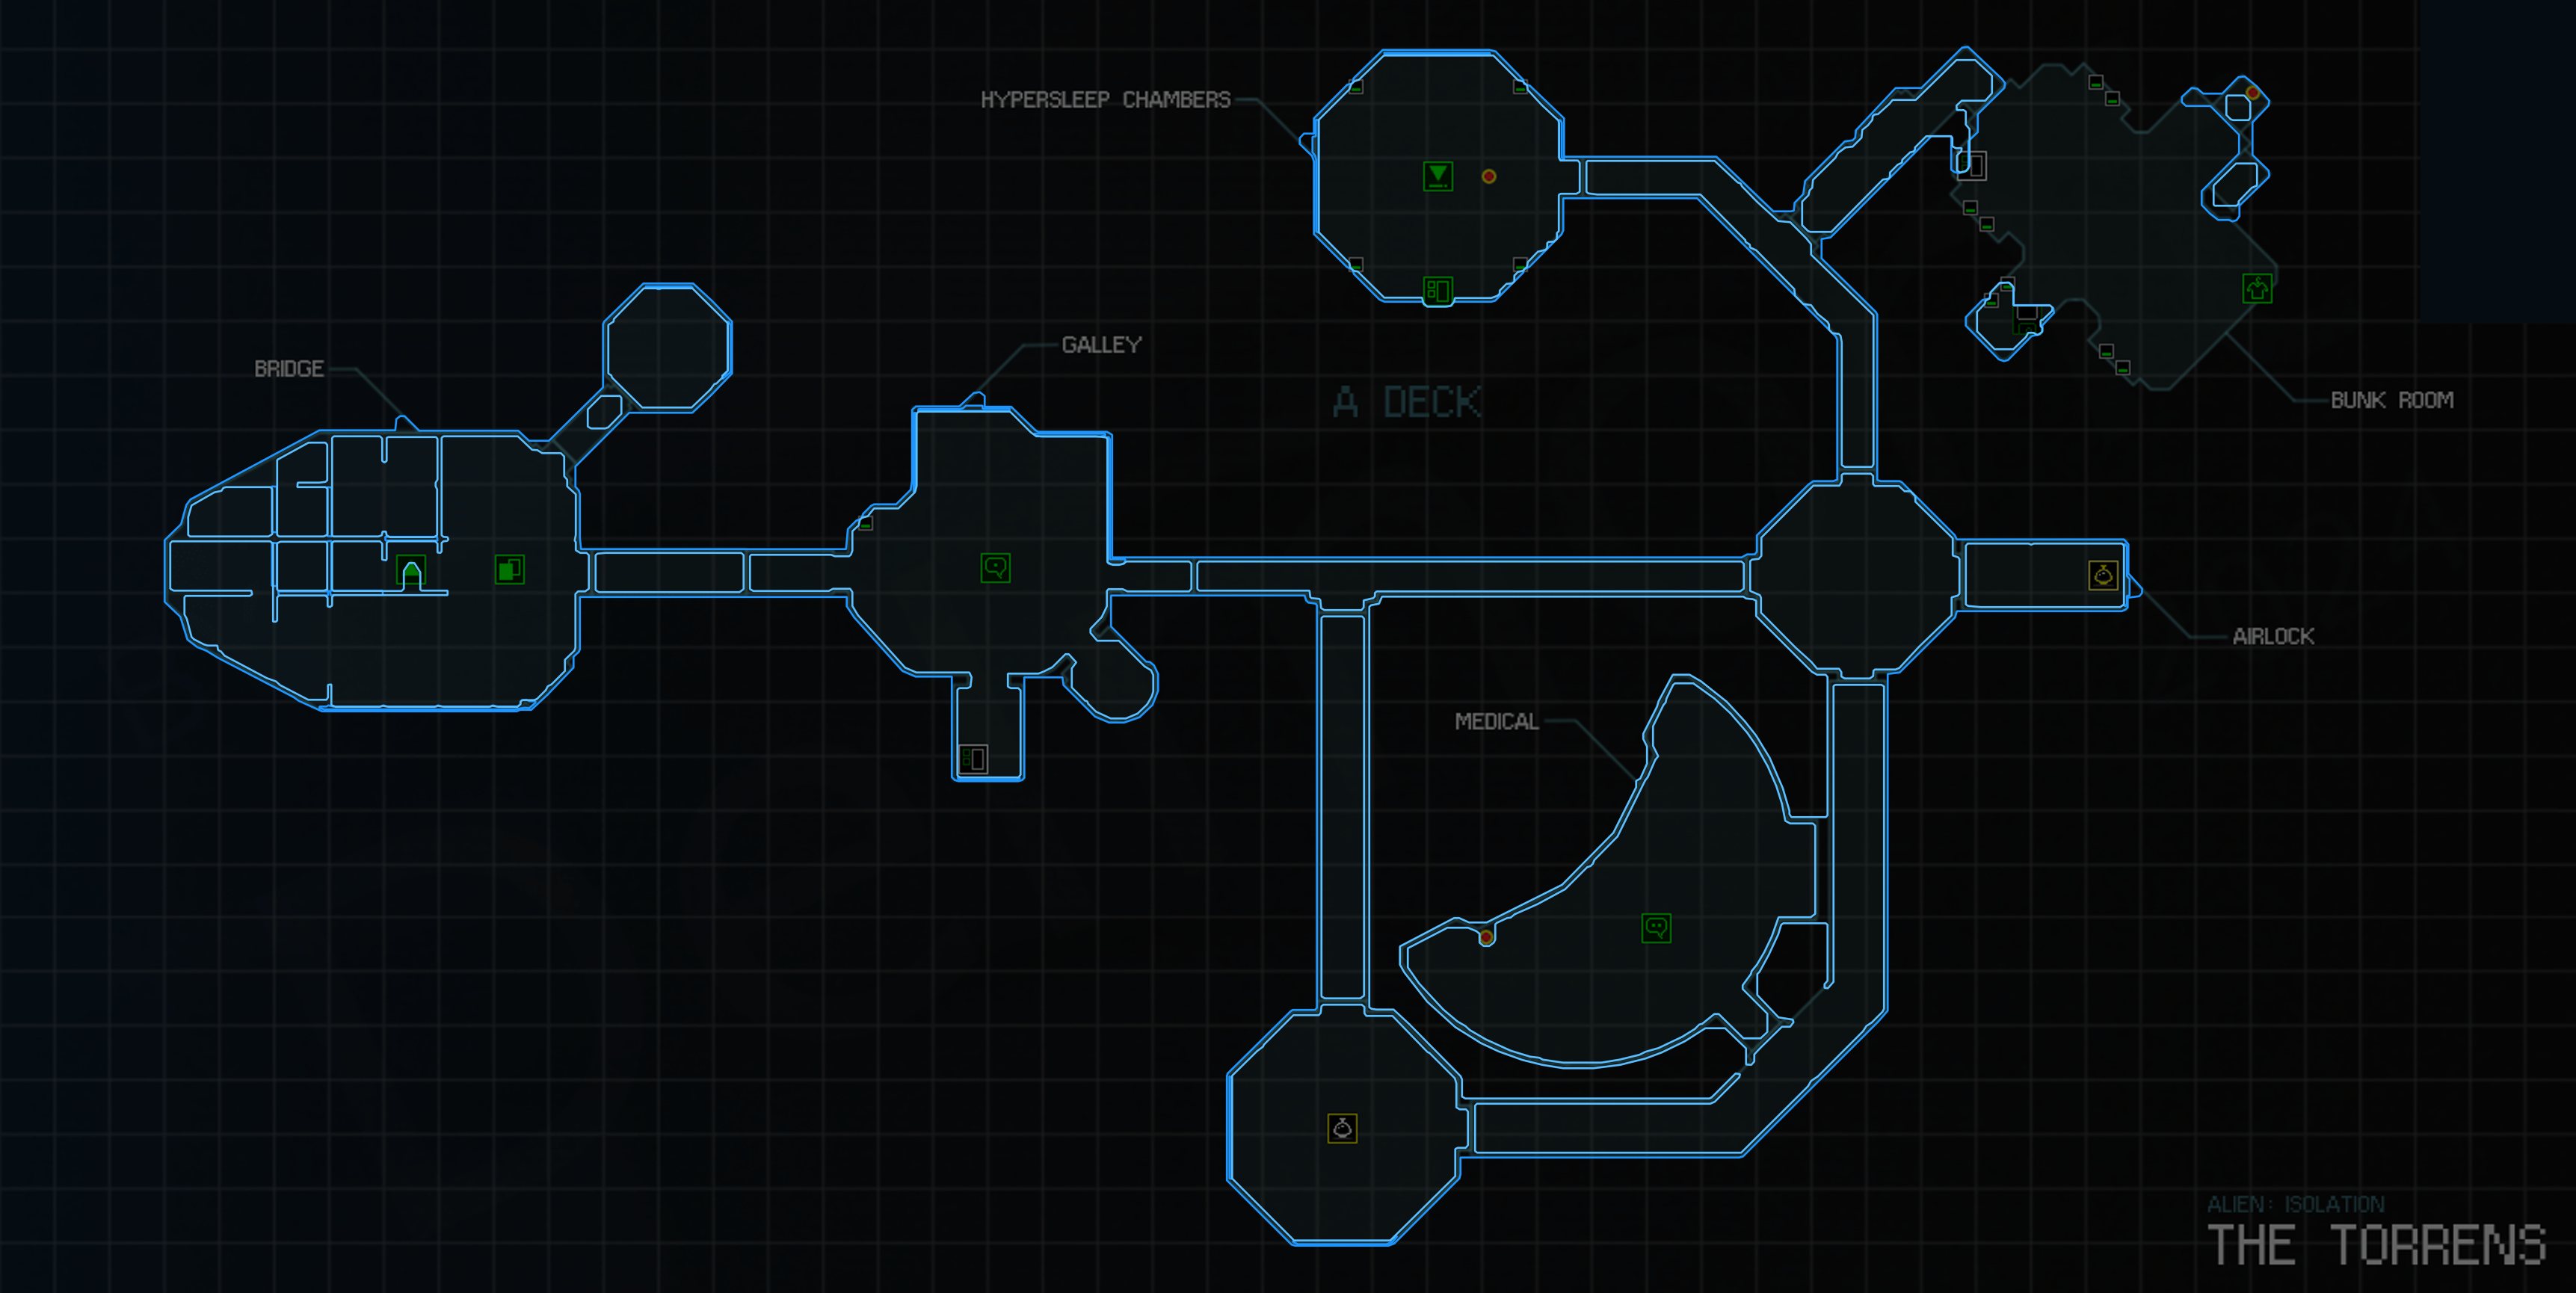 HYPERSLEEP CHAMBERS
GALLEY
BRIDGE
A DECK
BUNK ROOM
AIRLOCK
MEDICAL
ALIEN: ISOLATION
THE TORRENS